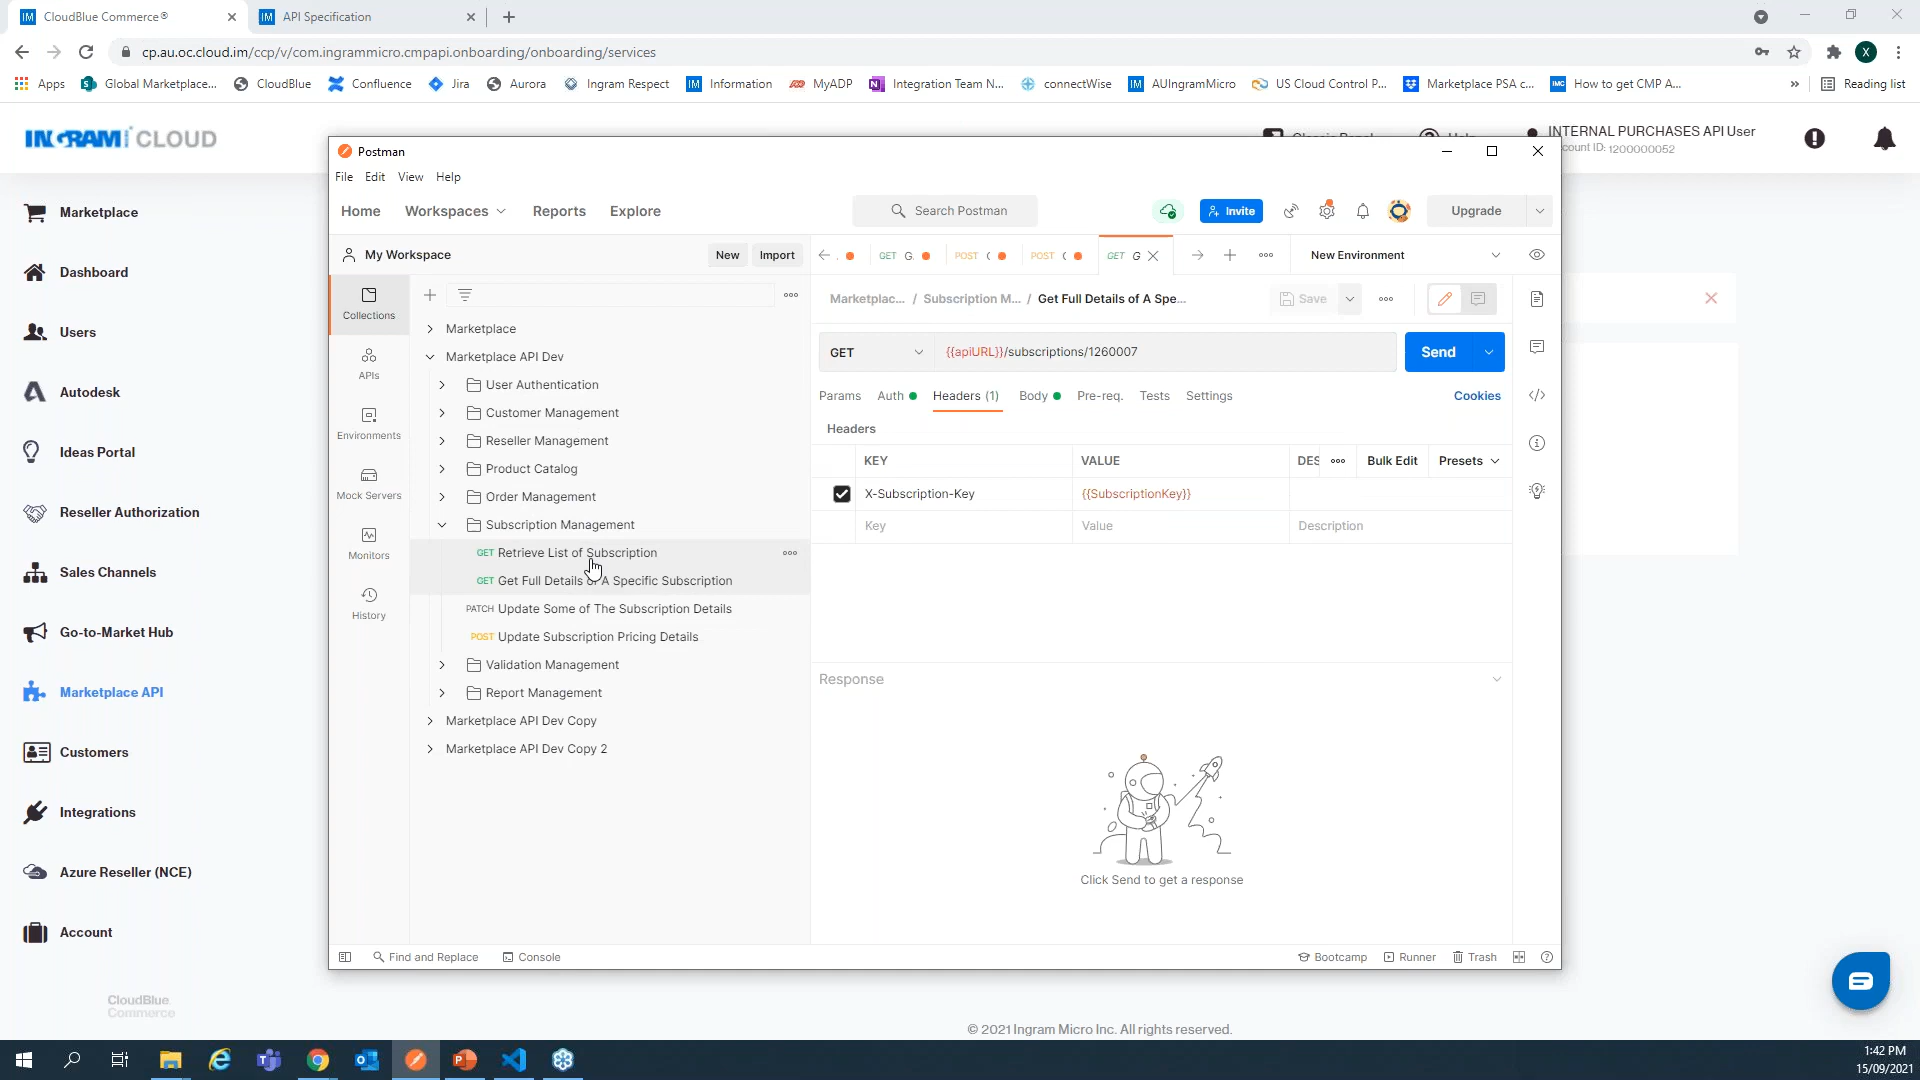 CloudBlue Commerce®
API Specification
cp.au.oc.cloud.im/ccp/v/com.ingrammicro.cmpapi.onboarding/onboarding/services
X
Apps
Global Marketplace...
CloudBlue
Confluence
Jira
Aurora
Ingram Respect
Information
MyADP
Integration Team N...
connectWise
AUIngramMicro
US Cloud Control P...
Marketplace PSA c...
How to get CMP A...
»
Reading list
INGRAM CLOUD
INTERNAL PURCHASES API User
count ID: 1200000052
Marketplace
Dashboard
Users
Autodesk
Ideas Portal
Reseller Authorization
Sales Channels
Go-to-Market Hub
Marketplace API
Customers
Integrations
Azure Reseller (NCE)
Account
CloudBlue
Commerce
Postman
File Edit View Help
Home Workspaces Reports Explore
Search Postman
Invite
Upgrade
My Workspace
New
Import
GET G.
POST (
POST (
GET G
New Environment
Collections
APIs
Environments
Mock Servers
Monitors
History
Marketplace
Marketplace API Dev
User Authentication
Customer Management
Reseller Management
Product Catalog
Order Management
Subscription Management
GET Retrieve List of Subscription
GET Get Full Details of A Specific Subscription
PATCH Update Some of The Subscription Details
POST Update Subscription Pricing Details
Validation Management
Report Management
Marketplace API Dev Copy
Marketplace API Dev Copy 2
Marketplac... / Subscription M... / Get Full Details of A Spe...
Save
GET
{{apiURL}}/subscriptions/1260007
Send
Params Auth Headers (1) Body Pre-req. Tests Settings
Cookies
Headers
KEY VALUE DES
Bulk Edit
Presets
X-Subscription-Key {{SubscriptionKey}}
Key Value Description
Response
Click Send to get a response
Find and Replace
Console
Bootcamp
Runner
Trash
© 2021 Ingram Micro Inc. All rights reserved.
1:42 PM
15/09/2021